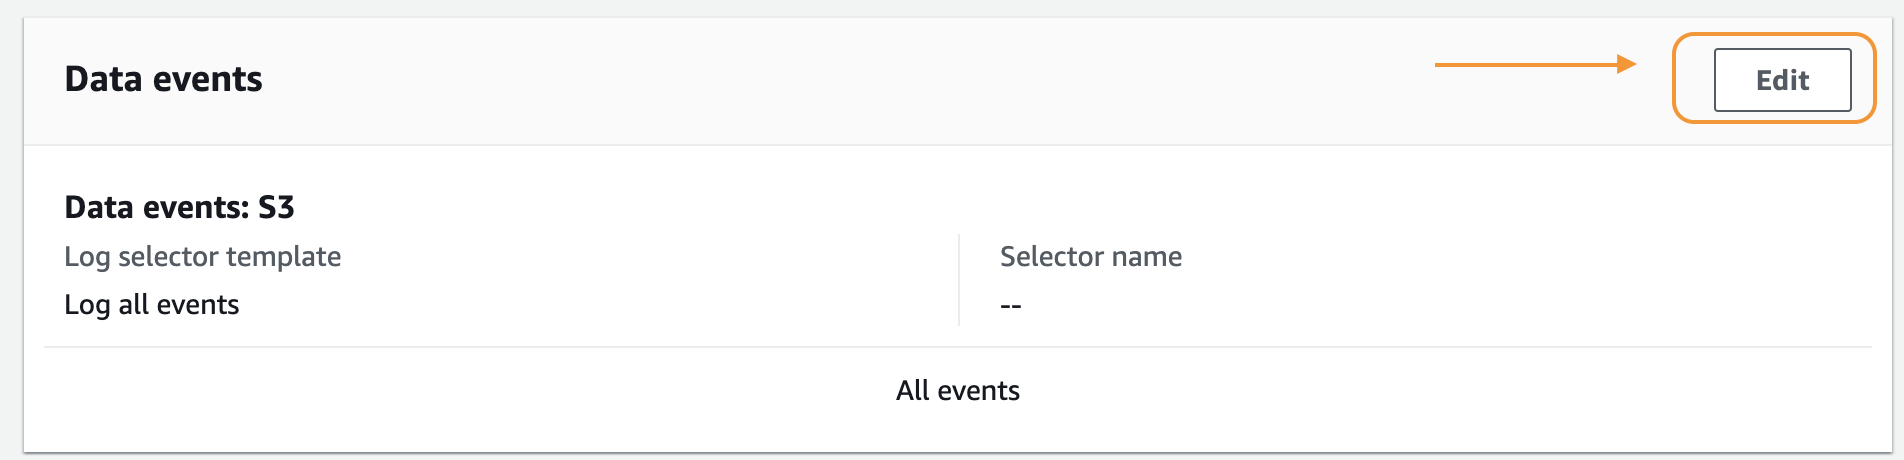 Data events
Edit
Data events: S3
Log selector template
Selector name
Log all events
--
All events